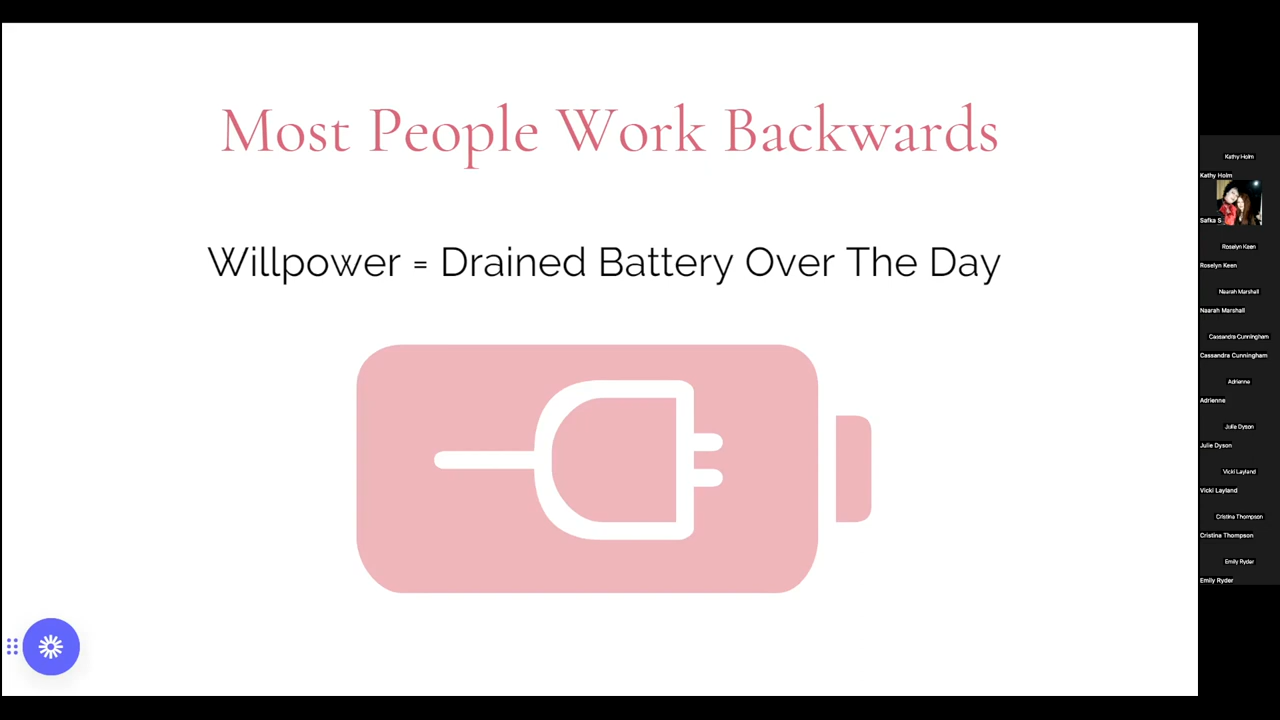 Most People Work Backwards
Willpower = Drained Battery Over The Day
Kathy Holm
Kathy Holm
Safka S
Roselyn Keen
Roselyn Keen
Naarah Marshall
Naarah Marshall
Cassandra Cunningham
Cassandra Cunningham
Adrienne
Adrienne
Julie Dyson
Julie Dyson
Vicki Layland
Vicki Layland
Cristina Thompson
Cristina Thompson
Emily Ryder
Emily Ryder